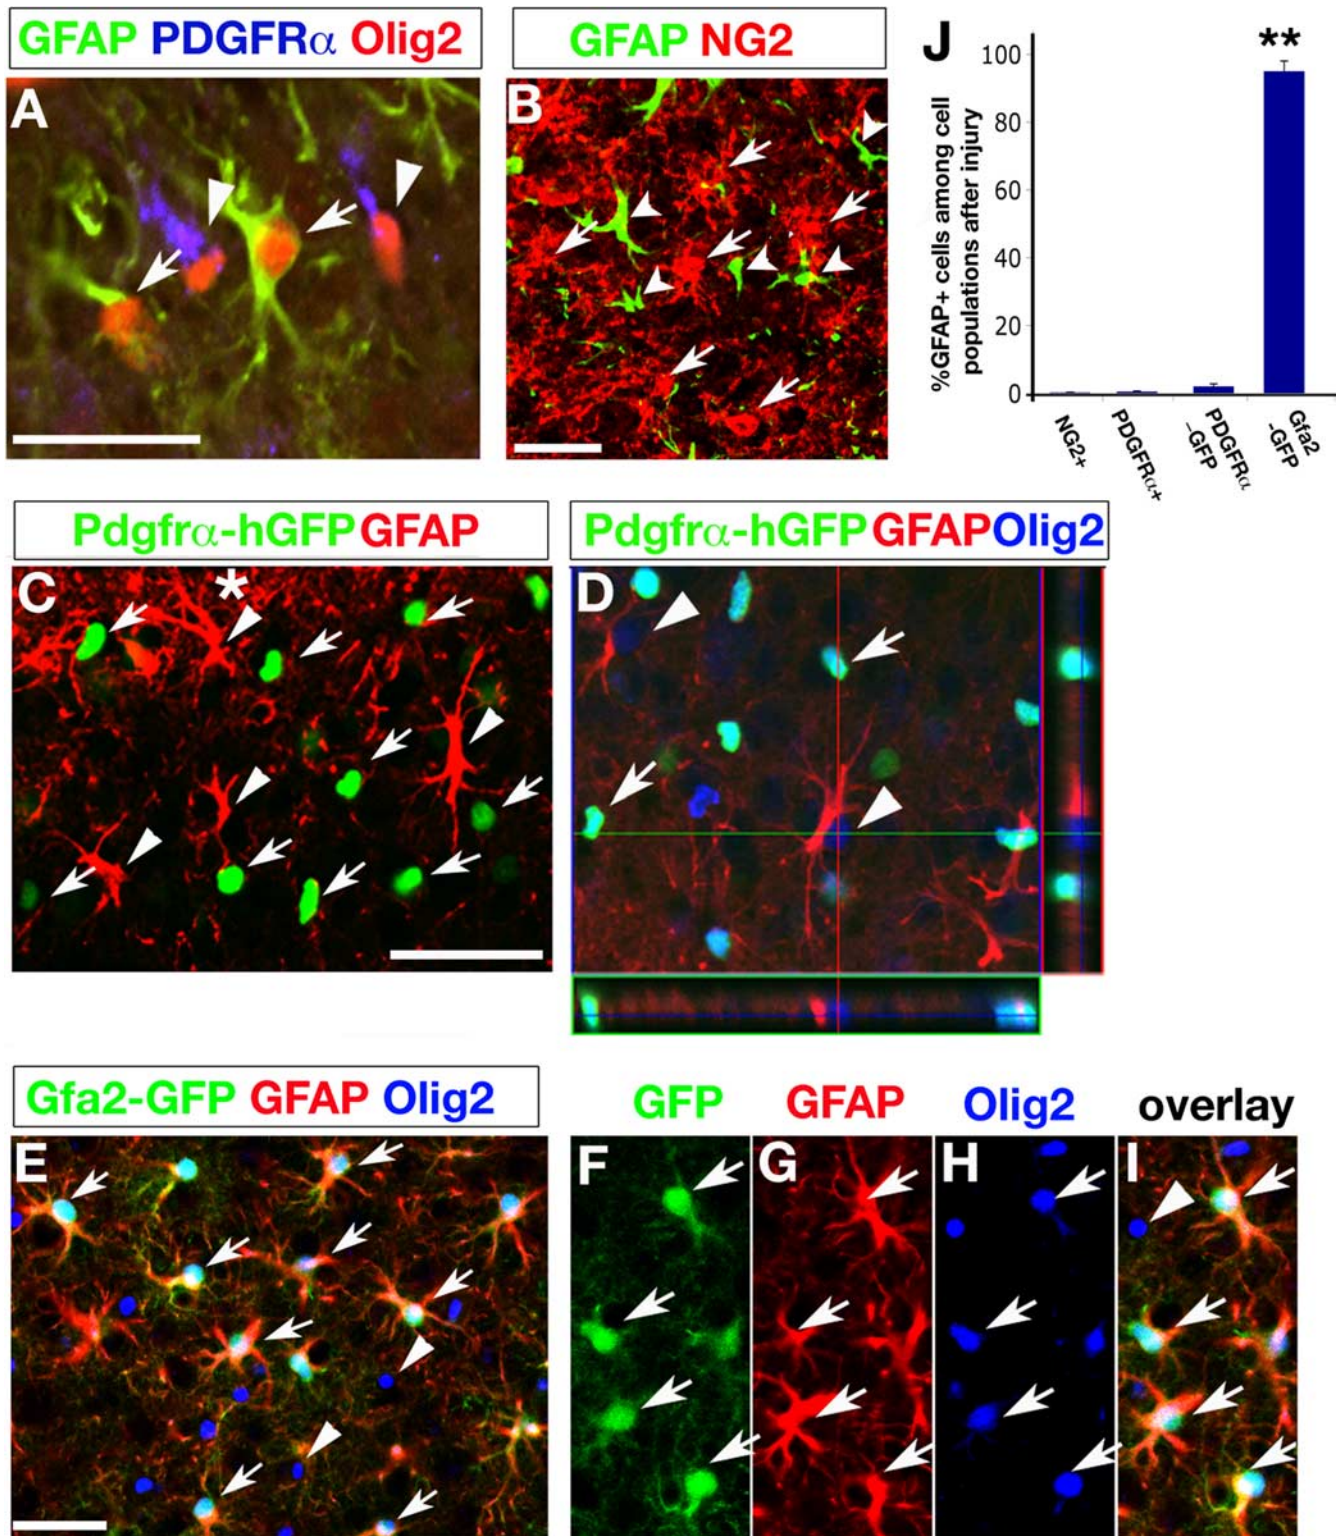 GFAP PDGFRα Olig2
GFAP NG2
A
B
J
**
100
80
60
40
20
0
%GFAP+ cells among cell
populations after injury
NG2+
PDGFRα+
PDGFRα
–GFP
Gfa2
-GFP
Pdgfrα-hGFP GFAP
Pdgfrα-hGFP GFAP Olig2
C
*
D
Gfa2-GFP GFAP Olig2
GFP GFAP Olig2 overlay
E
F
G
H
I